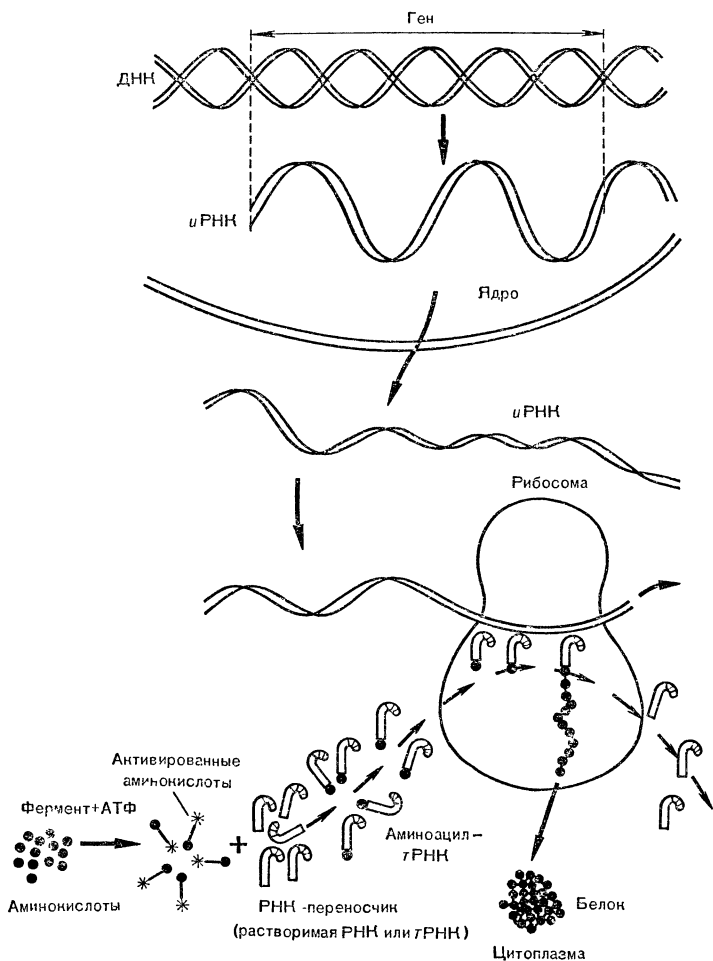 Ген
ДНК
иРНК
Ядро
иРНК
Рибосома
Активированные
аминокислоты
Фермент+АТФ
Аминоацил-
тРНК
Аминокислоты
РНК-переносчик
(растворимая РНК или тРНК)
Белок
Цитоплазма